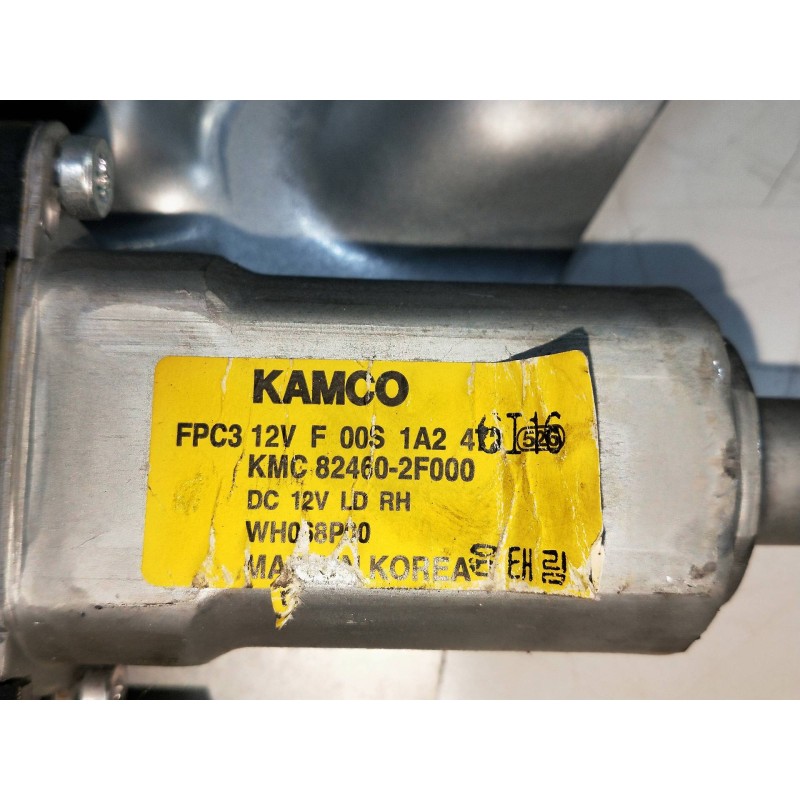 KAMCO
FPC3 12V F 00S 1A2
KMC 82460-2F000
DC 12V LD RH
KOREA